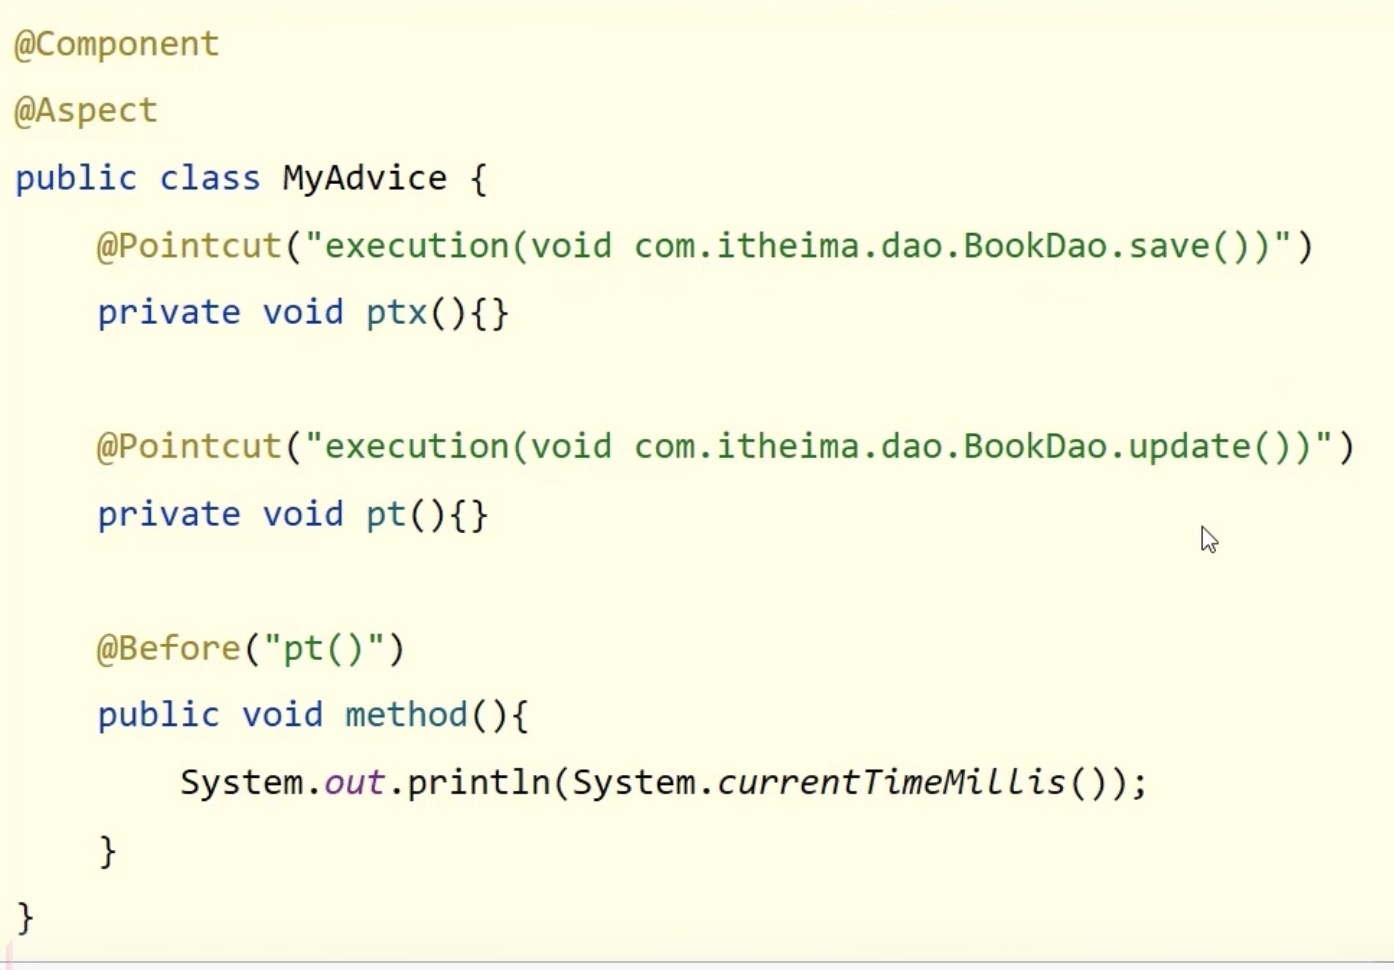 @Component
@Aspect
public class MyAdvice {
    @Pointcut("execution(void com.itheima.dao.BookDao.save())")
    private void ptx(){}
    @Pointcut("execution(void com.itheima.dao.BookDao.update())")
    private void pt(){}
    @Before("pt()")
    public void method(){
        System.out.println(System.currentTimeMillis());
    }
}